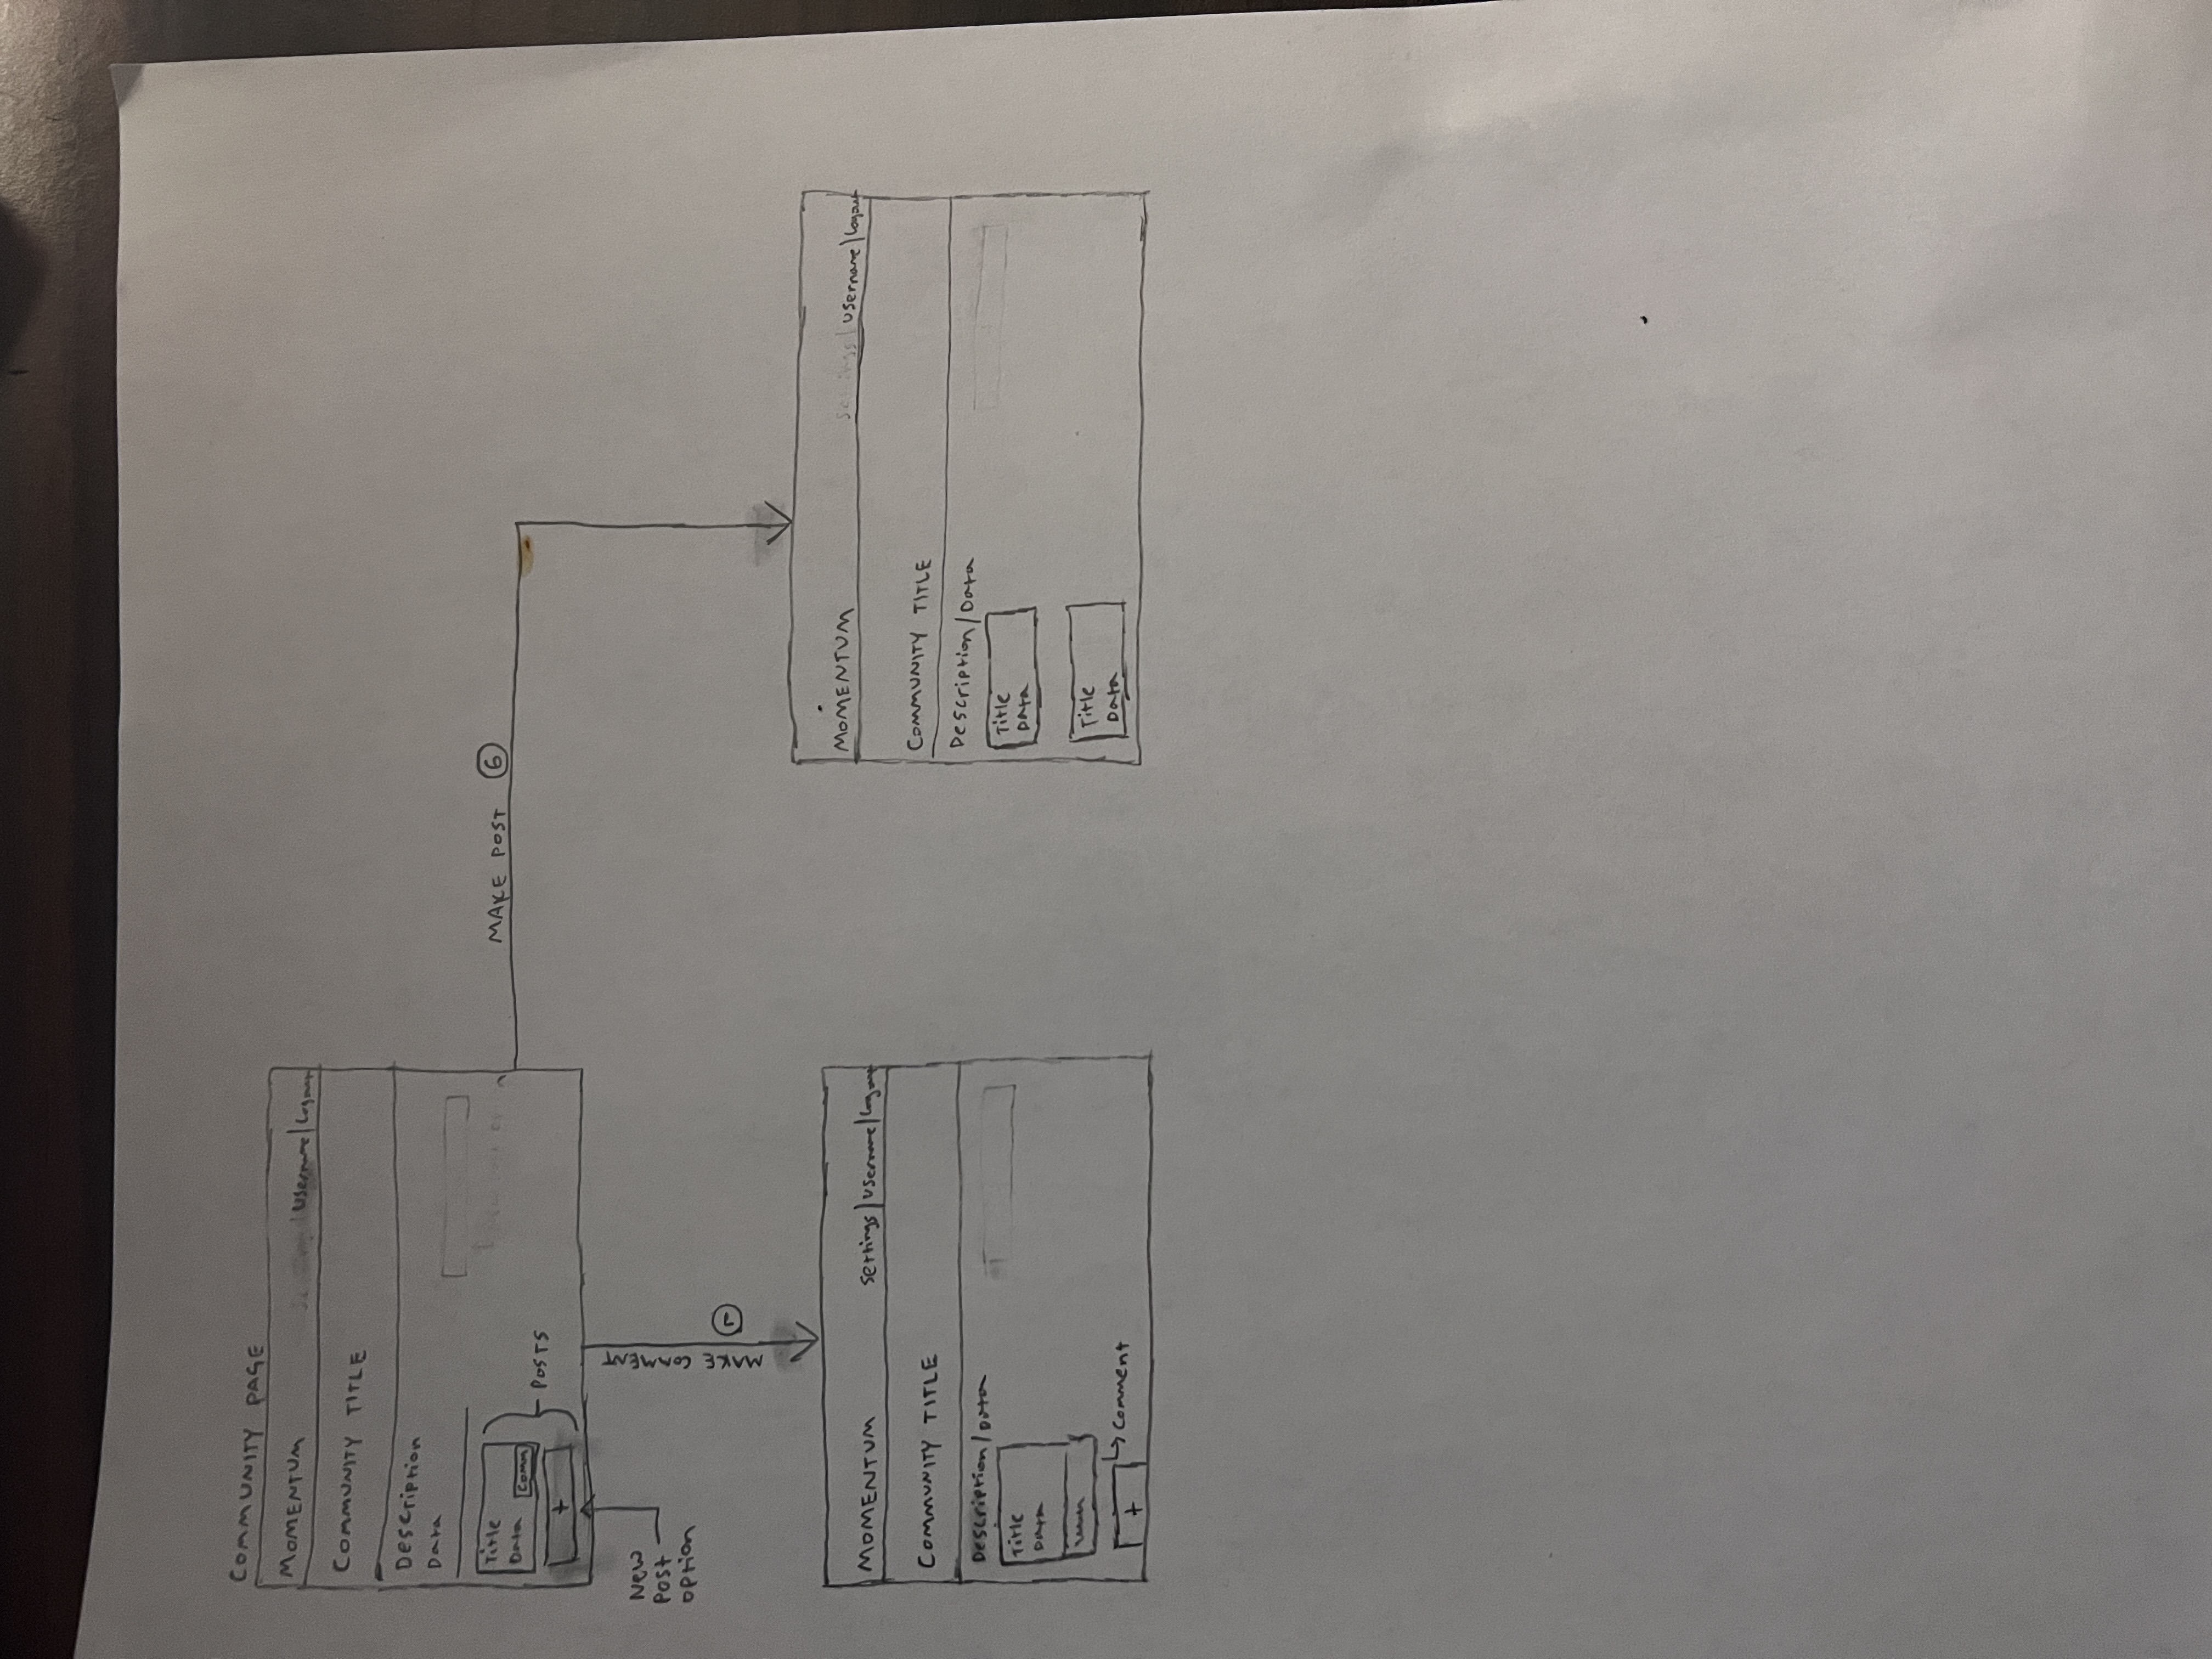 COMMUNITY PAGE
MOMENTUM Username|Logout
COMMUNITY TITLE
Description
Data
Title
Data Comm
+
POSTS
MAKE POST 6
New
Post
option
MAKE COMMENT
7
MOMENTUM Settings|Username|Logout
COMMUNITY TITLE
Description/Data
Title
Data
Comment
+
MOMENTUM Settings|Username|Logout
COMMUNITY TITLE
Description/Data
Title
Data
Title
Data